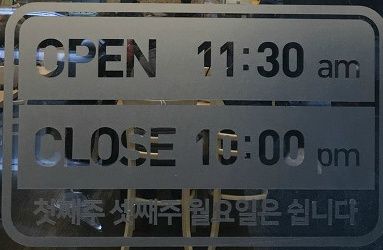 OPEN 11:30 am
CLOSE 10:00 pm
첫째주 셋째주 월요일은 쉽니다